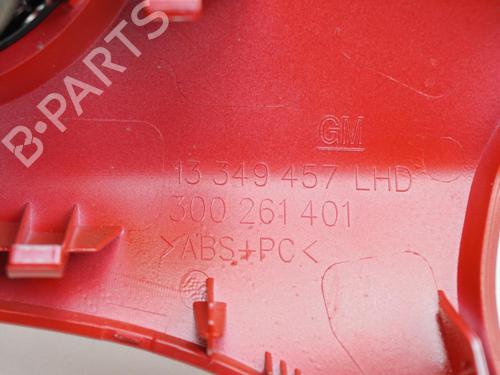 B-PARTS
GM
13 349 457 LHD
300 261 401
>ABS+PC<